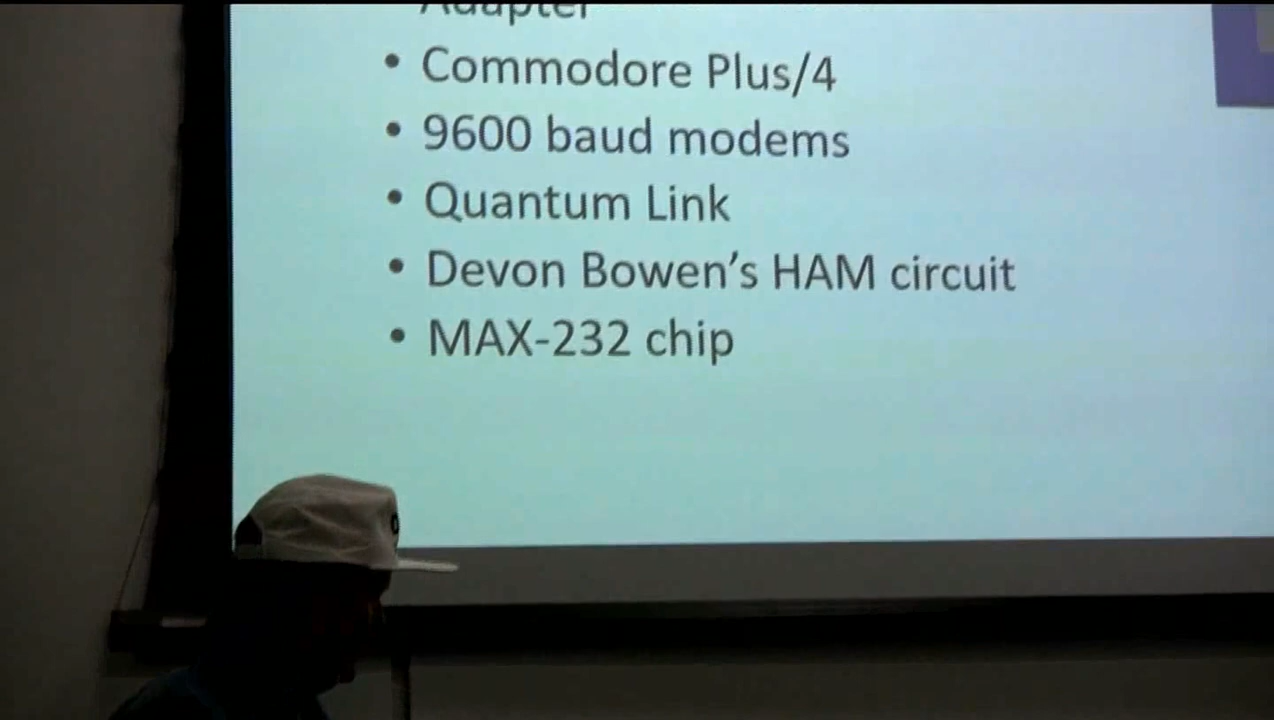 Adapter
• Commodore Plus/4
• 9600 baud modems
• Quantum Link
• Devon Bowen’s HAM circuit
• MAX-232 chip